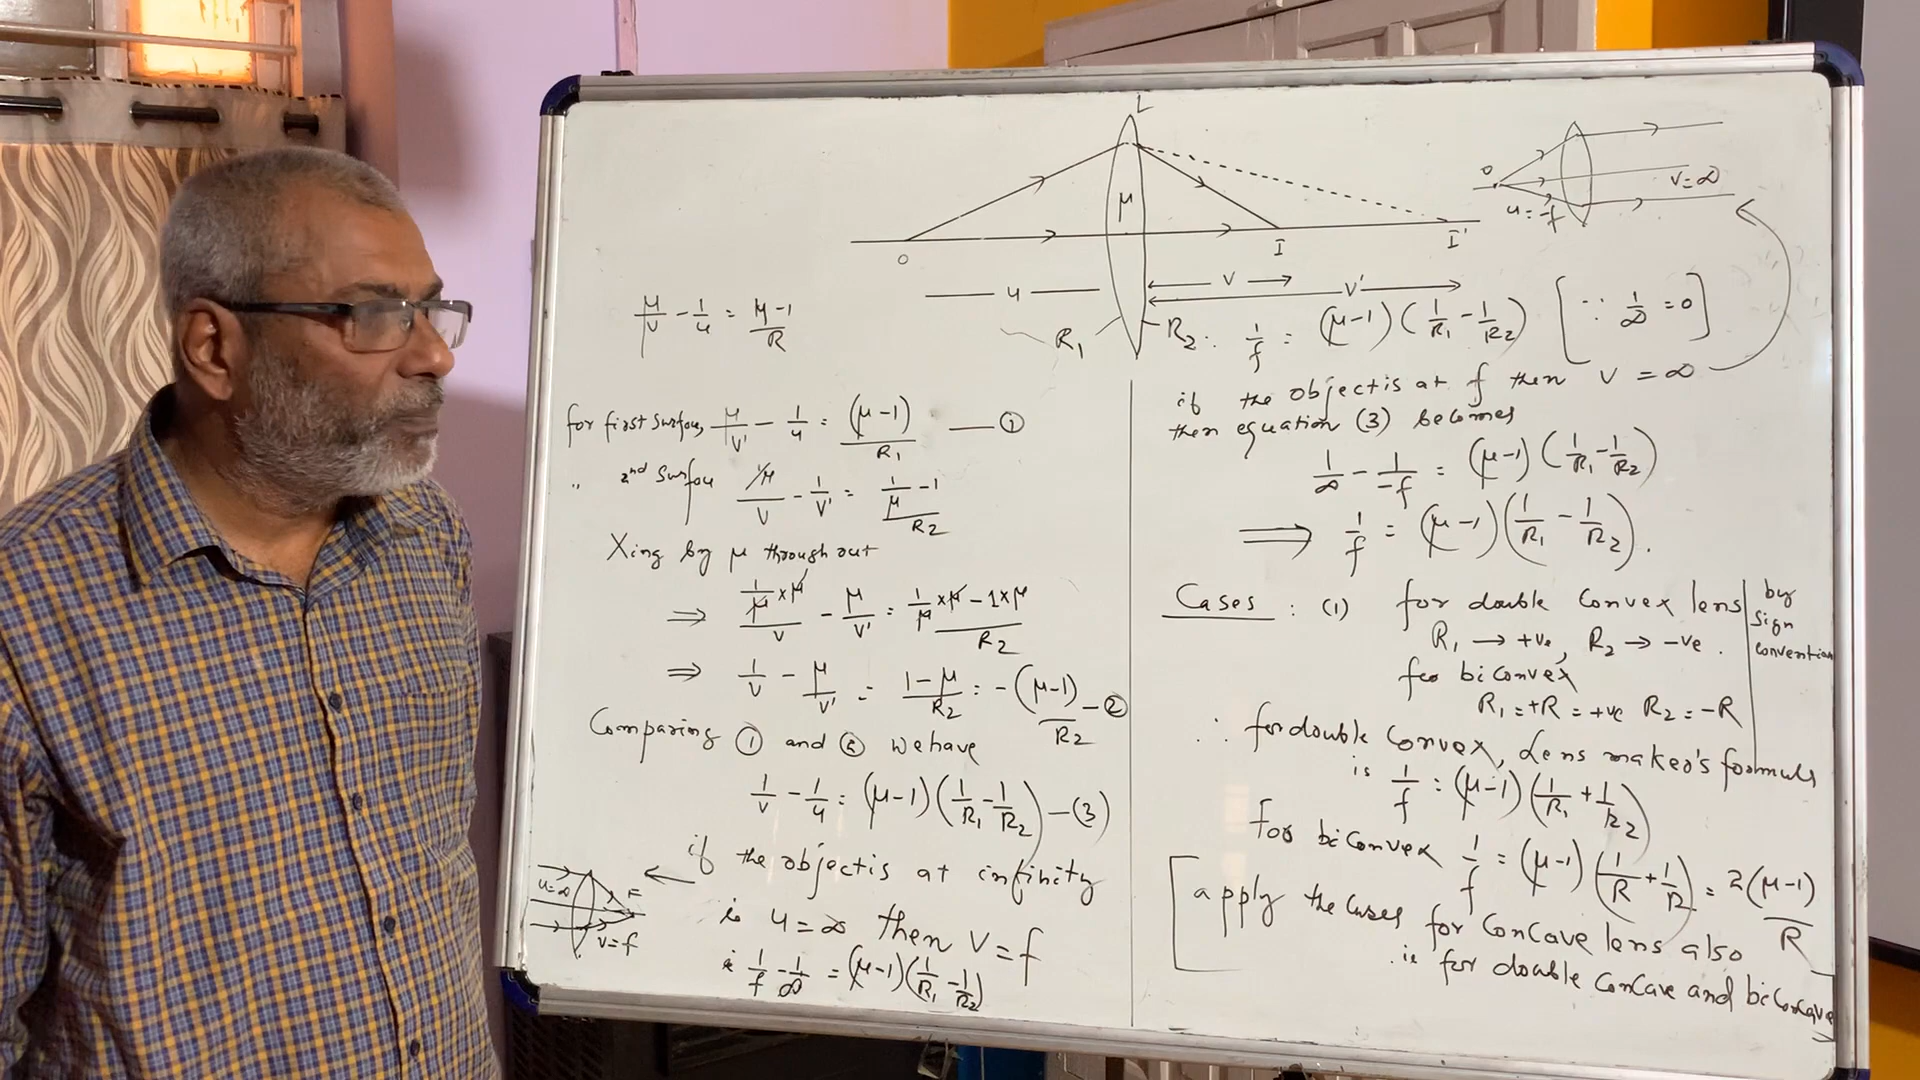 L
μ
O
I
I'
u
v
v'
R₁
R₂
O
u = -f
v = ∞
μ/v - 1/u = μ-1/R
for first surface, μ/v' - 1/u = (μ-1)/R₁ — ①
" 2nd Surface 1/μ/v - 1/v' = 1/μ - 1/R₂
Xing by μ throughout
⇒ 1/μ × μ/v - μ/v' = 1/μ × μ - 1 × μ/R₂
⇒ 1/v - μ/v' = 1-μ/R₂ = -(μ-1)/R₂ — ②
Comparing ① and ② we have
1/v - 1/u = (μ-1)(1/R₁ - 1/R₂) — (3)
if the object is at infinity
is u = ∞ then v = f
1/f - 1/∞ = (μ-1)(1/R₁ - 1/R₂)
u = ∞
F
v = f
∴ 1/f = (μ-1)(1/R₁ - 1/R₂) [∵ 1/∞ = 0]
if the object is at f then v = ∞
then equation (3) becomes
1/∞ - 1/-f = (μ-1)(1/R₁ - 1/R₂)
⇒ 1/f = (μ-1)(1/R₁ - 1/R₂).
Cases : (1) for double Convex lens
R₁ → +ve, R₂ → -ve .
by
Sign
convention
for biconvex
R₁ = +R = +ve R₂ = -R
∴ for double convex, Lens maker's formula
is 1/f = (μ-1)(1/R₁ + 1/R₂)
For biconvex 1/f = (μ-1)(1/R + 1/R) = 2(μ-1)/R
[apply the cases for Concave lens also
ie for double Concave and biconcave